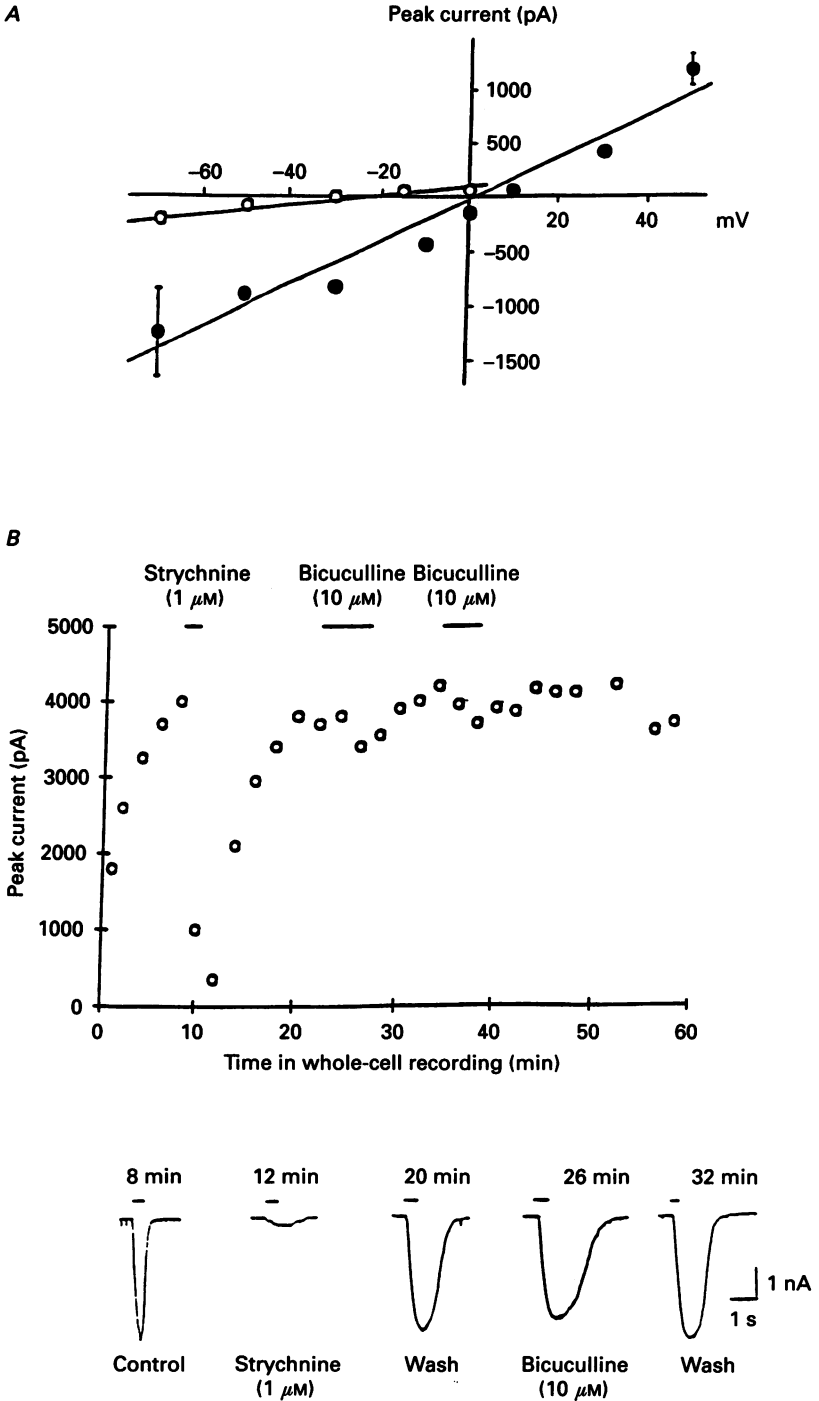 A
Peak current (pA)
1000
500
−60 −40 −20
20 40 mV
−500
−1000
−1500
B
Strychnine Bicuculline Bicuculline
(1 μM) (10 μM) (10 μM)
5000
4000
3000
2000
1000
0
Peak current (pA)
0 10 20 30 40 50 60
Time in whole-cell recording (min)
8 min 12 min 20 min 26 min 32 min
1 nA
1 s
Control Strychnine Wash Bicuculline Wash
(1 μM) (10 μM)